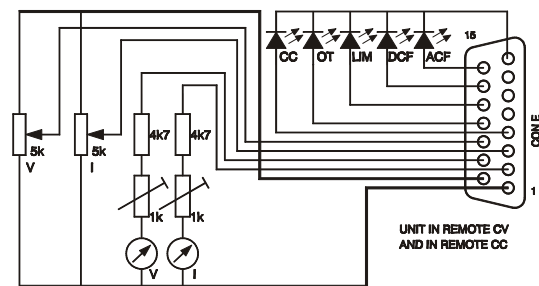 15
CC OT LIM DCF ACF
CON E
4k7 4k7
5k 5k
V I
1k 1k
1
V I
UNIT IN REMOTE CV
AND IN REMOTE CC